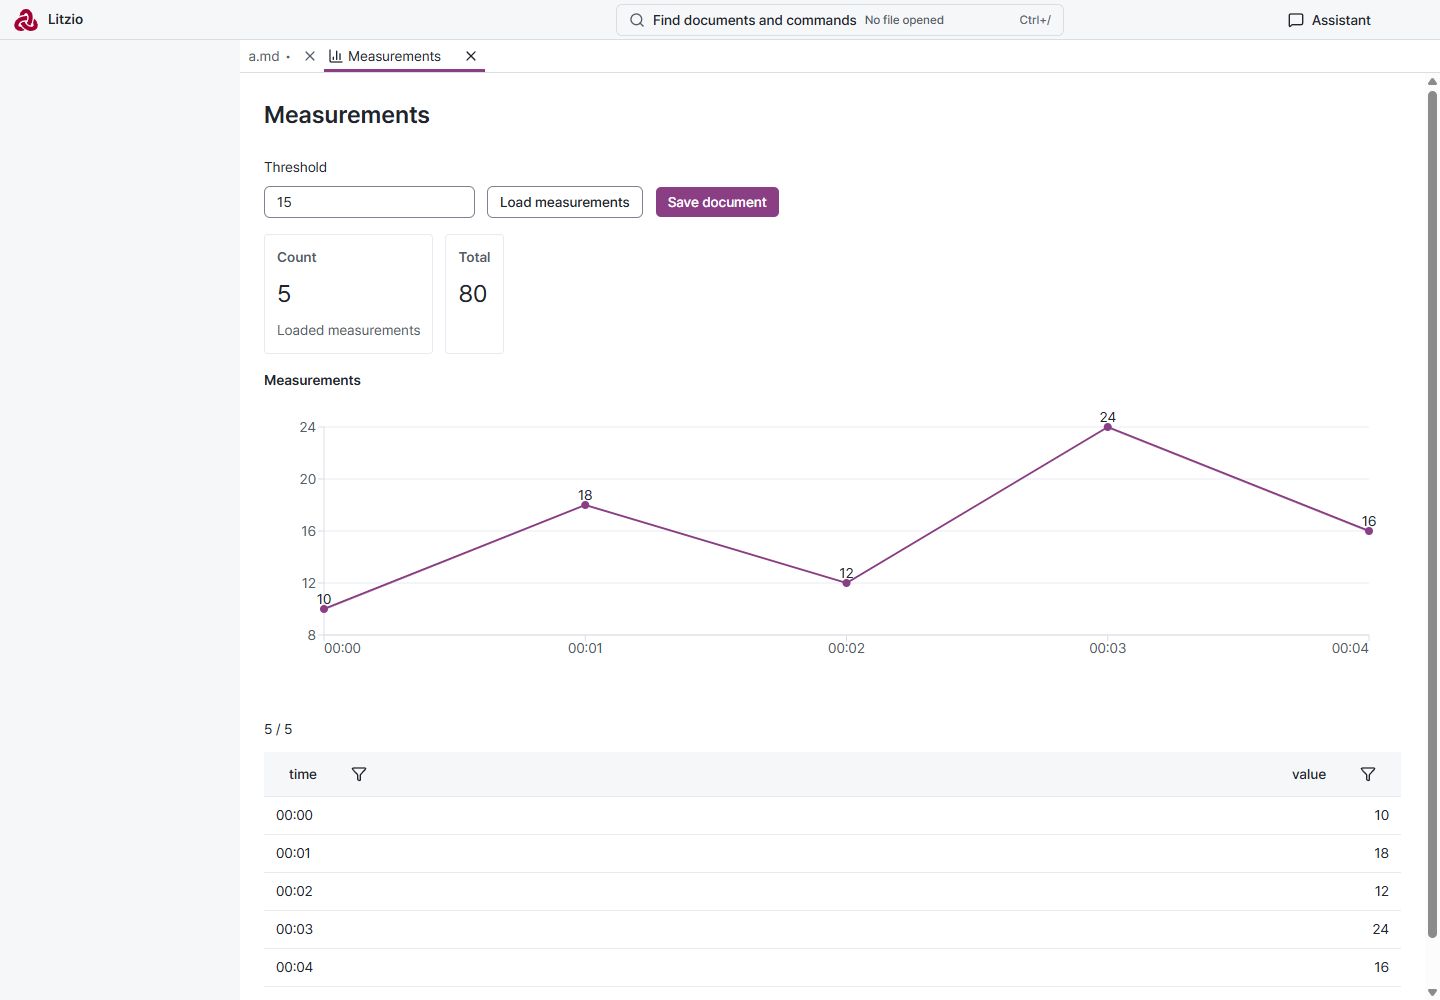 Litzio
Find documents and commands No file opened Ctrl+/
Assistant
a.md •
Measurements
Measurements
Threshold
15
Load measurements
Save document
Count
5
Loaded measurements
Total
80
Measurements
24
20
16
12
8
10
18
12
24
16
00:00
00:01
00:02
00:03
00:04
5 / 5
time value
00:00 10
00:01 18
00:02 12
00:03 24
00:04 16